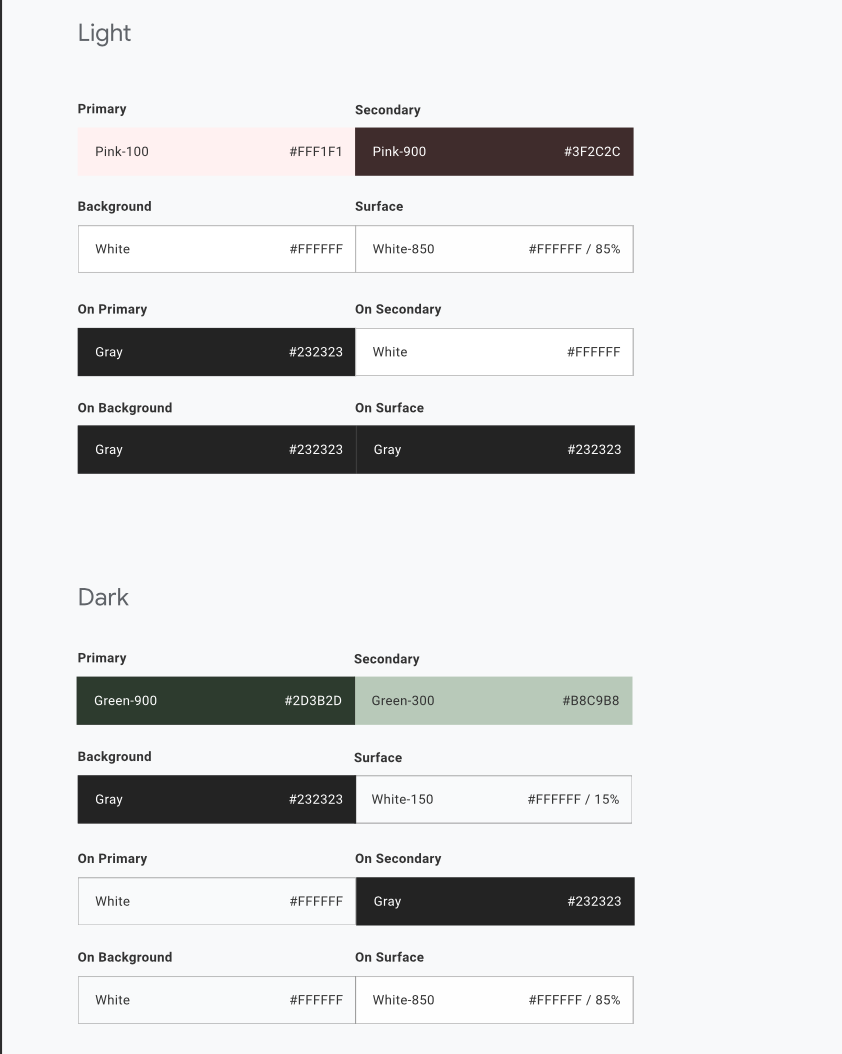 Light
Primary Secondary
Pink-100 #FFF1F1 Pink-900 #3F2C2C
Background Surface
White #FFFFFF White-850 #FFFFFF / 85%
On Primary On Secondary
Gray #232323 White #FFFFFF
On Background On Surface
Gray #232323 Gray #232323
Dark
Primary Secondary
Green-900 #2D3B2D Green-300 #B8C9B8
Background Surface
Gray #232323 White-150 #FFFFFF / 15%
On Primary On Secondary
White #FFFFFF Gray #232323
On Background On Surface
White #FFFFFF White-850 #FFFFFF / 85%